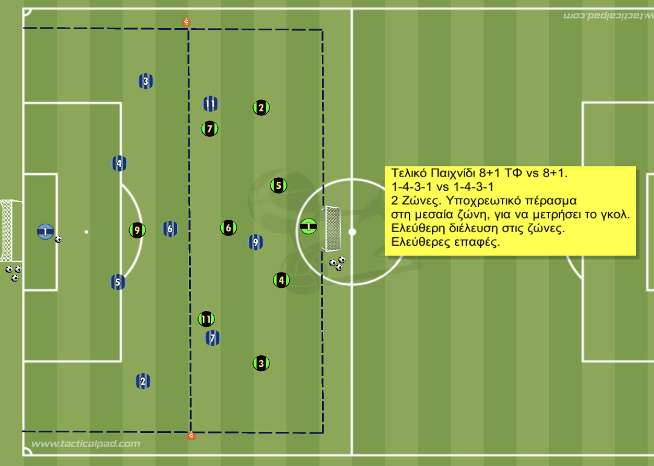 www.tacticalpad.com
3
11
2
7
4
5
1
9
6
6
9
1
5
4
11
7
3
2
Τελικό Παιχνίδι 8+1 ΤΦ vs 8+1.
1-4-3-1 vs 1-4-3-1
2 Ζώνες. Υποχρεωτικό πέρασμα
στη μεσαία ζώνη, για να μετρήσει το γκολ.
Ελεύθερη διέλευση στις ζώνες.
Ελεύθερες επαφές.
www.tacticalpad.com